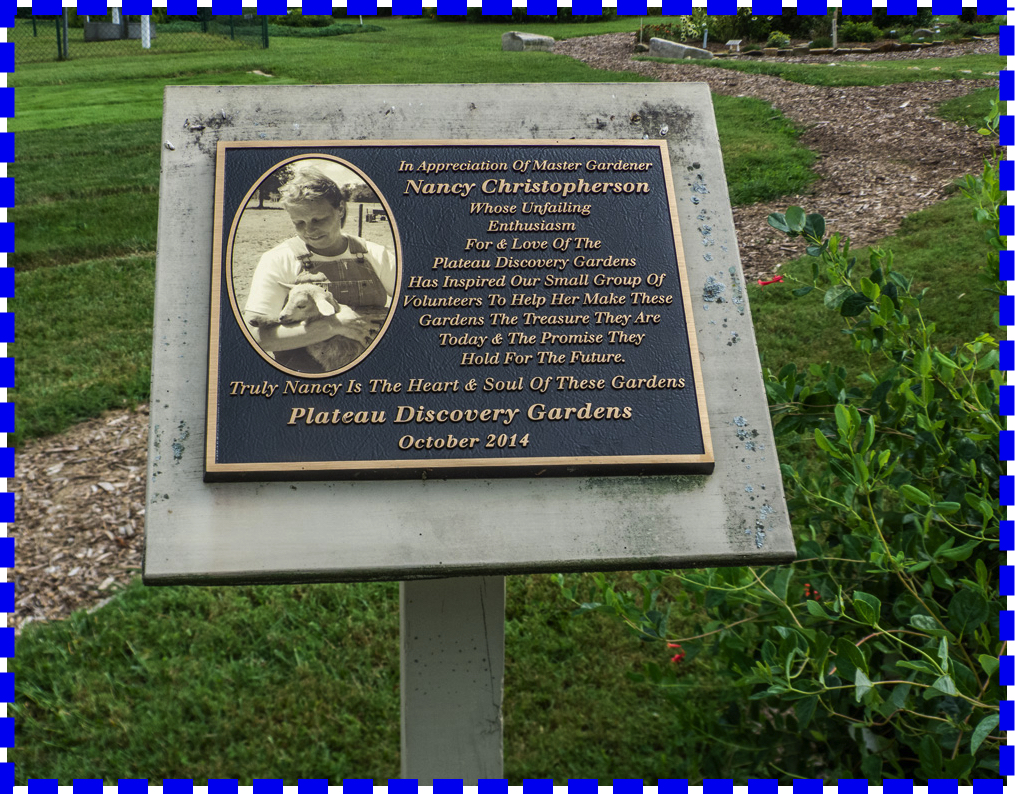 In Appreciation Of Master Gardener
Nancy Christopherson
Whose Unfailing
Enthusiasm
For & Love Of The
Plateau Discovery Gardens
Has Inspired Our Small Group Of
Volunteers To Help Her Make These
Gardens The Treasure They Are
Today & The Promise They
Hold For The Future.
Truly Nancy Is The Heart & Soul Of These Gardens
Plateau Discovery Gardens
October 2014